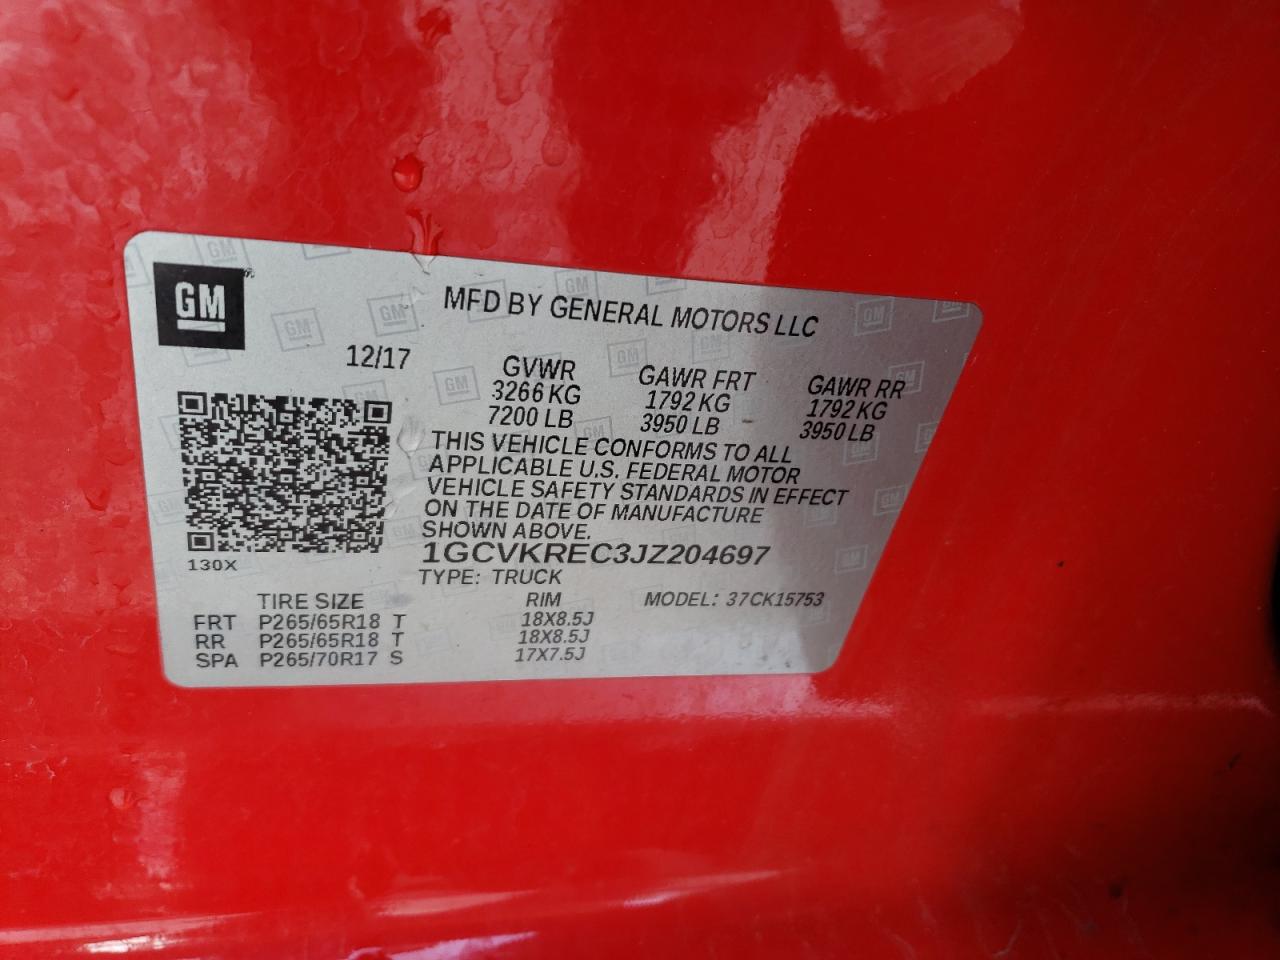 GM
MFD BY GENERAL MOTORS LLC
12/17
GVWR GAWR FRT GAWR RR
3266 KG 1792 KG 1792 KG
7200 LB 3950 LB 3950 LB
THIS VEHICLE CONFORMS TO ALL
APPLICABLE U.S. FEDERAL MOTOR
VEHICLE SAFETY STANDARDS IN EFFECT
ON THE DATE OF MANUFACTURE
SHOWN ABOVE.
1GCVKREC3JZ204697
130X
TYPE: TRUCK
TIRE SIZE RIM MODEL: 37CK15753
FRT P265/65R18 T 18X8.5J
RR P265/65R18 T 18X8.5J
SPA P265/70R17 S 17X7.5J